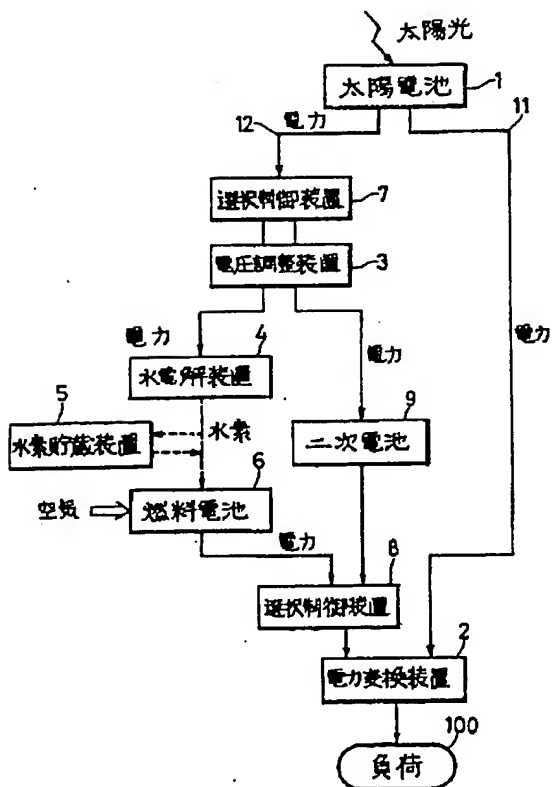 太陽光
太陽電池
1
12
電力
11
選択制御装置
7
電圧調整装置
3
電力
4
電力
電力
水電解装置
5
9
水素
水素貯蔵装置
二次電池
6
空気
燃料電池
電力
8
選択制御装置
2
電力変換装置
100
負荷